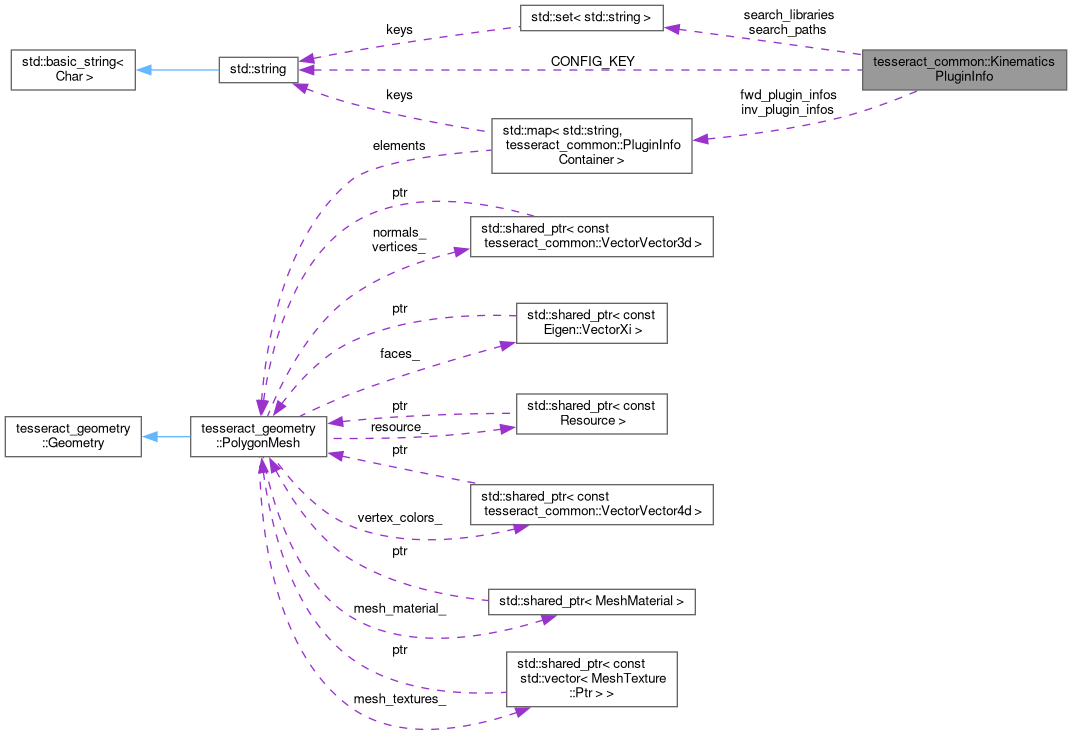 std::set< std::string >
search_libraries
search_paths
keys
std::basic_string<
Char >
std::string
CONFIG_KEY
tesseract_common::Kinematics
PluginInfo
keys
fwd_plugin_infos
inv_plugin_infos
std::map< std::string,
tesseract_common::PluginInfo
Container >
elements
ptr
std::shared_ptr< const
tesseract_common::VectorVector3d >
normals_
vertices_
ptr
std::shared_ptr< const
Eigen::VectorXi >
faces_
tesseract_geometry
::Geometry
tesseract_geometry
::PolygonMesh
ptr
resource_
std::shared_ptr< const
Resource >
ptr
std::shared_ptr< const
tesseract_common::VectorVector4d >
vertex_colors_
ptr
std::shared_ptr< MeshMaterial >
mesh_material_
ptr
std::shared_ptr< const
std::vector< MeshTexture
::Ptr > >
mesh_textures_